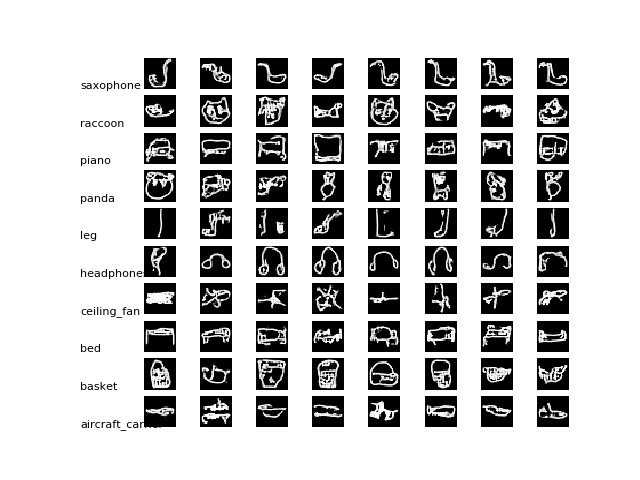 saxophone
raccoon
piano
panda
leg
headphones
ceiling_fan
bed
basket
aircraft_carrier